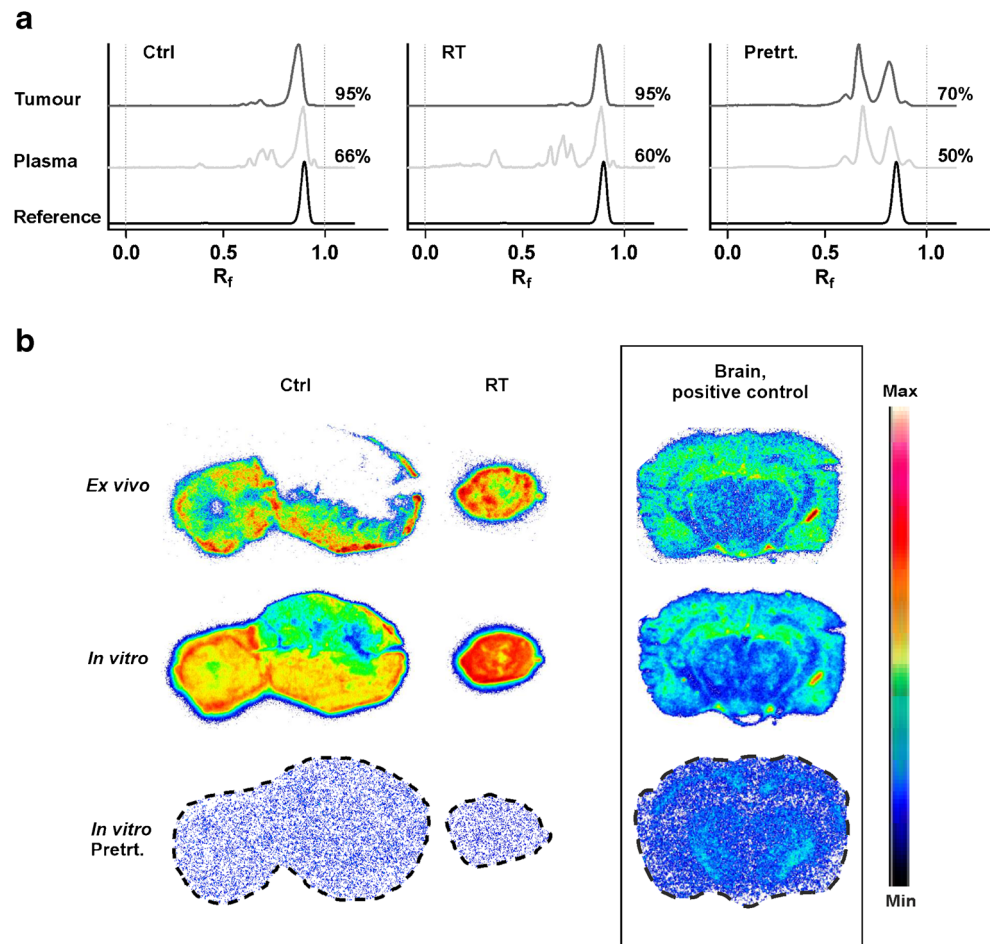 a
Ctrl
RT
Pretrt.
Tumour
95%
95%
70%
Plasma
66%
60%
50%
Reference
0.0 0.5 1.0
0.0 0.5 1.0
0.0 0.5 1.0
Rf
Rf
Rf
b
Ctrl
RT
Brain,
positive control
Max
Ex vivo
In vitro
In vitro
Pretrt.
Min